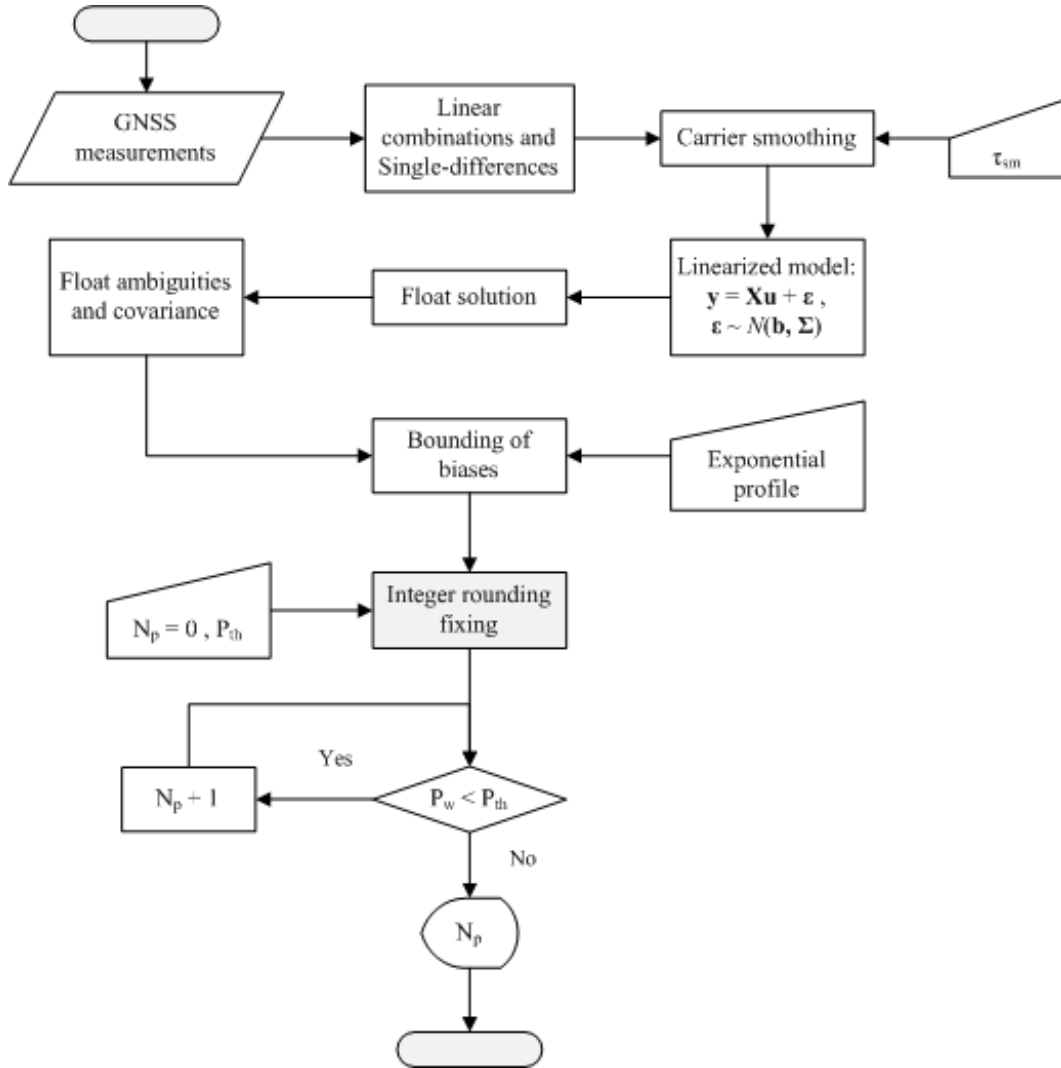 GNSS
measurements
Linear
combinations and
Single-differences
Carrier smoothing
τsm
Float ambiguities
and covariance
Float solution
Linearized model:
y = Xu + ε ,
ε ~ N(b, Σ)
Bounding of
biases
Exponential
profile
Np = 0 , Pth
Integer rounding
fixing
Yes
Np + 1
Pw < Pth
No
Np